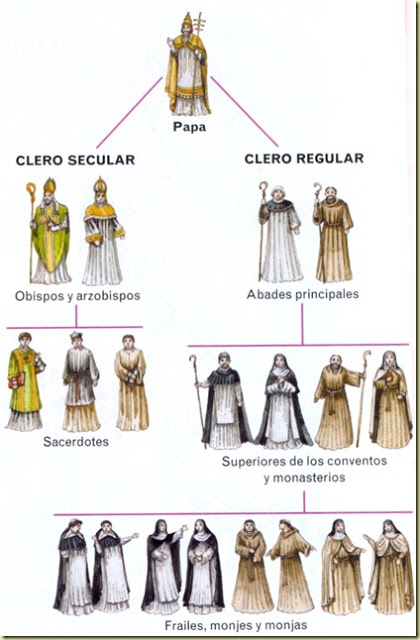 Papa
CLERO SECULAR
CLERO REGULAR
Obispos y arzobispos
Abades principales
Sacerdotes
Superiores de los conventos
y monasterios
Frailes, monjes y monjas